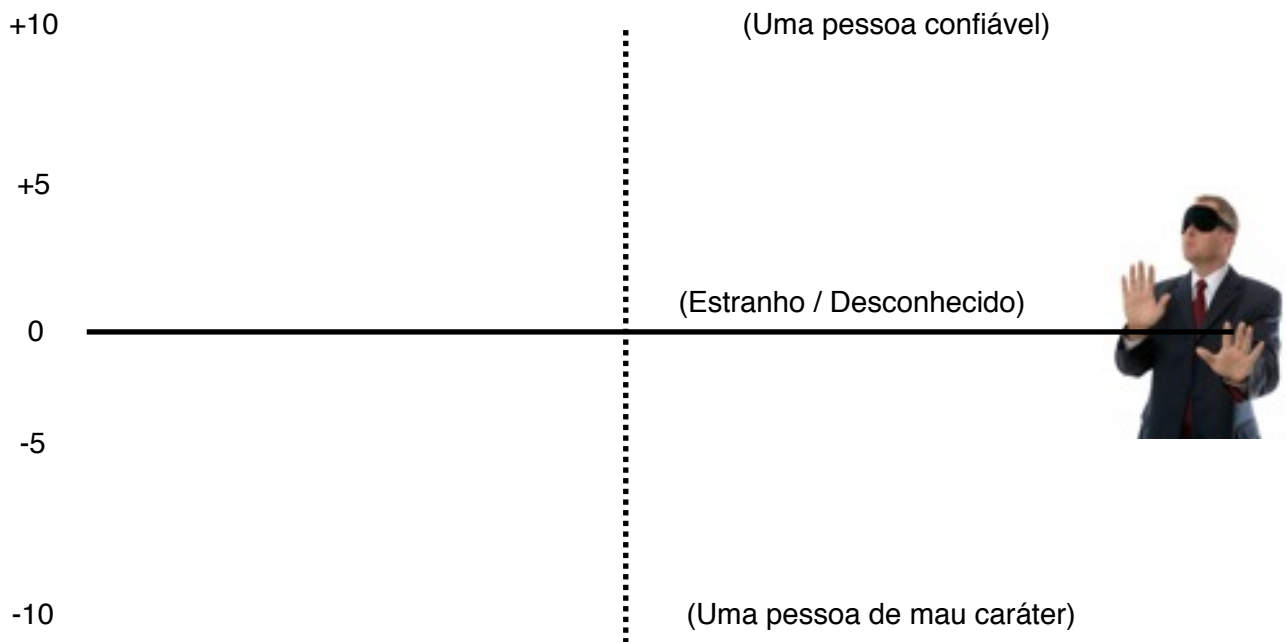 +10 (Uma pessoa confiável)
+5
(Estranho / Desconhecido)
0
-5
-10 (Uma pessoa de mau caráter)